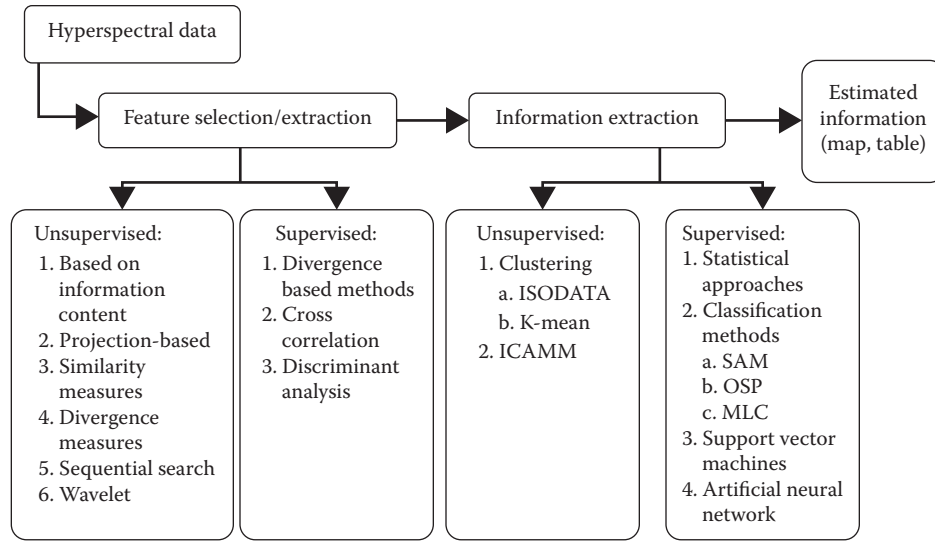 Hyperspectral data
Feature selection/extraction
Information extraction
Estimated
information
(map, table)
Unsupervised:
1. Based on
information
content
2. Projection-based
3. Similarity
measures
4. Divergence
measures
5. Sequential search
6. Wavelet
Supervised:
1. Divergence
based methods
2. Cross
correlation
3. Discriminant
analysis
Unsupervised:
1. Clustering
a. ISODATA
b. K-mean
2. ICAMM
Supervised:
1. Statistical
approaches
2. Classification
methods
a. SAM
b. OSP
c. MLC
3. Support vector
machines
4. Artificial neural
network